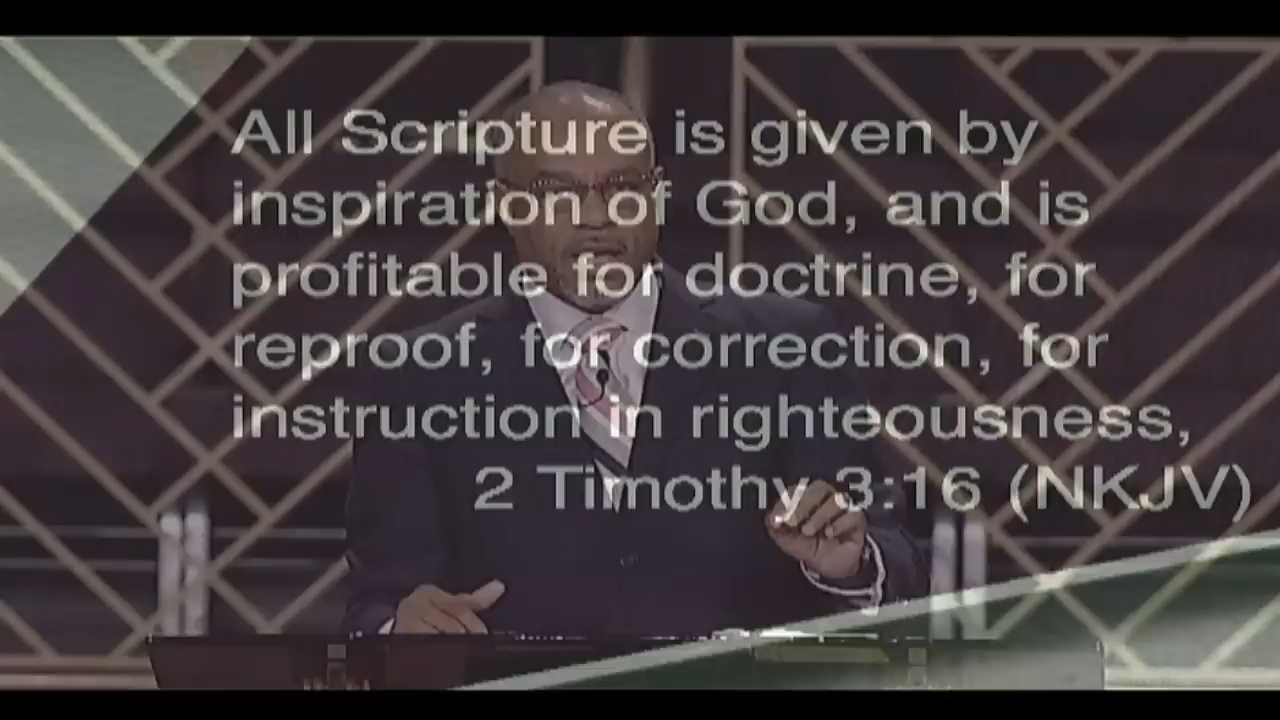 All Scripture is given by
inspiration of God, and is
profitable for doctrine, for
reproof, for correction, for
instruction in righteousness,
2 Timothy 3:16 (NKJV)